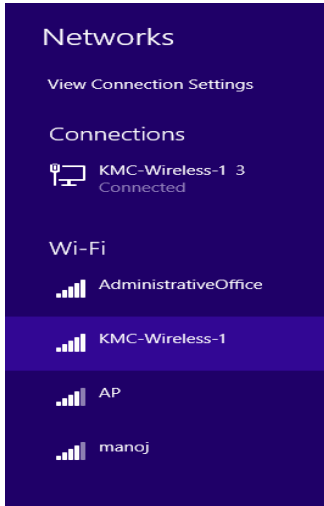 Networks
View Connection Settings
Connections
KMC-Wireless-1 3
Connected
Wi-Fi
AdministrativeOffice
KMC-Wireless-1
AP
manoj